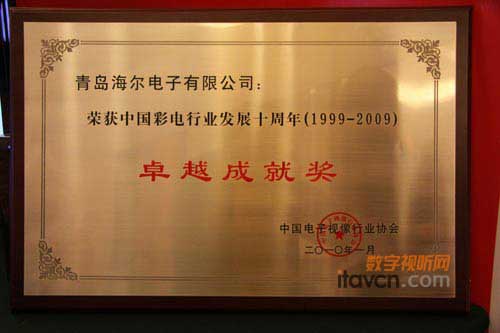 青岛海尔电子有限公司：
荣获中国彩电行业发展十周年(1999-2009)
卓越成就奖
中国电子视像行业协会
二〇一〇年一月
数字视听网
itavcn.com